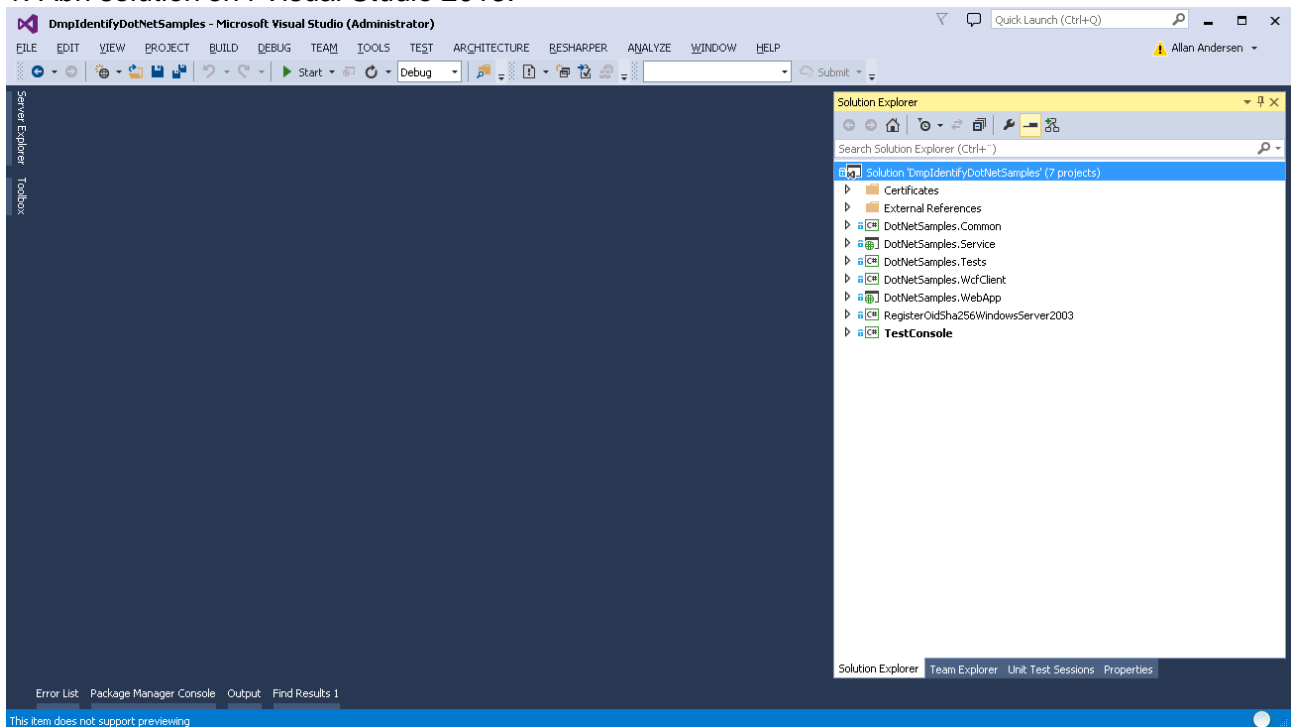 DmpIdentifyDotNetSamples - Microsoft Visual Studio (Administrator)
Quick Launch (Ctrl+Q)
FILE EDIT VIEW PROJECT BUILD DEBUG TEAM TOOLS TEST ARCHITECTURE RESHARPER ANALYZE WINDOW HELP
Allan Andersen
Start
Debug
Submit
Server Explorer
Toolbox
Solution Explorer
Search Solution Explorer (Ctrl+¨)
Solution 'DmpIdentifyDotNetSamples' (7 projects)
Certificates
External References
DotNetSamples.Common
DotNetSamples.Service
DotNetSamples.Tests
DotNetSamples.WcfClient
DotNetSamples.WebApp
RegisterOidSha256WindowsServer2003
TestConsole
Solution Explorer Team Explorer Unit Test Sessions Properties
Error List Package Manager Console Output Find Results 1
This item does not support previewing